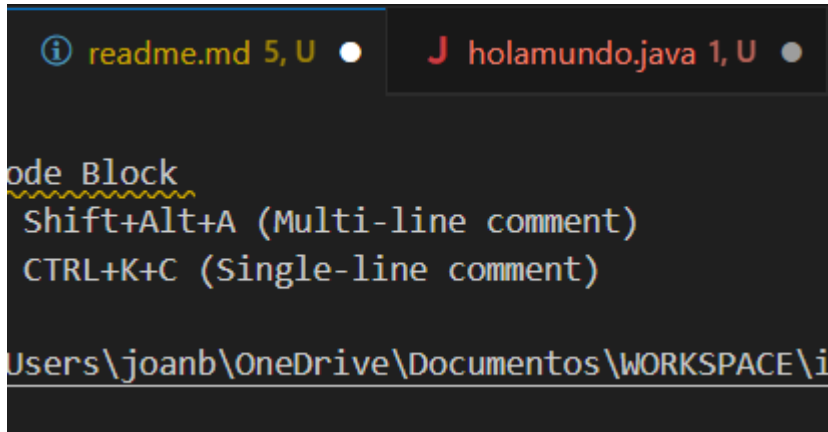 readme.md 5, U holamundo.java 1, U
ode Block
Shift+Alt+A (Multi-line comment)
CTRL+K+C (Single-line comment)
Users\joanb\OneDrive\Documentos\WORKSPACE\i